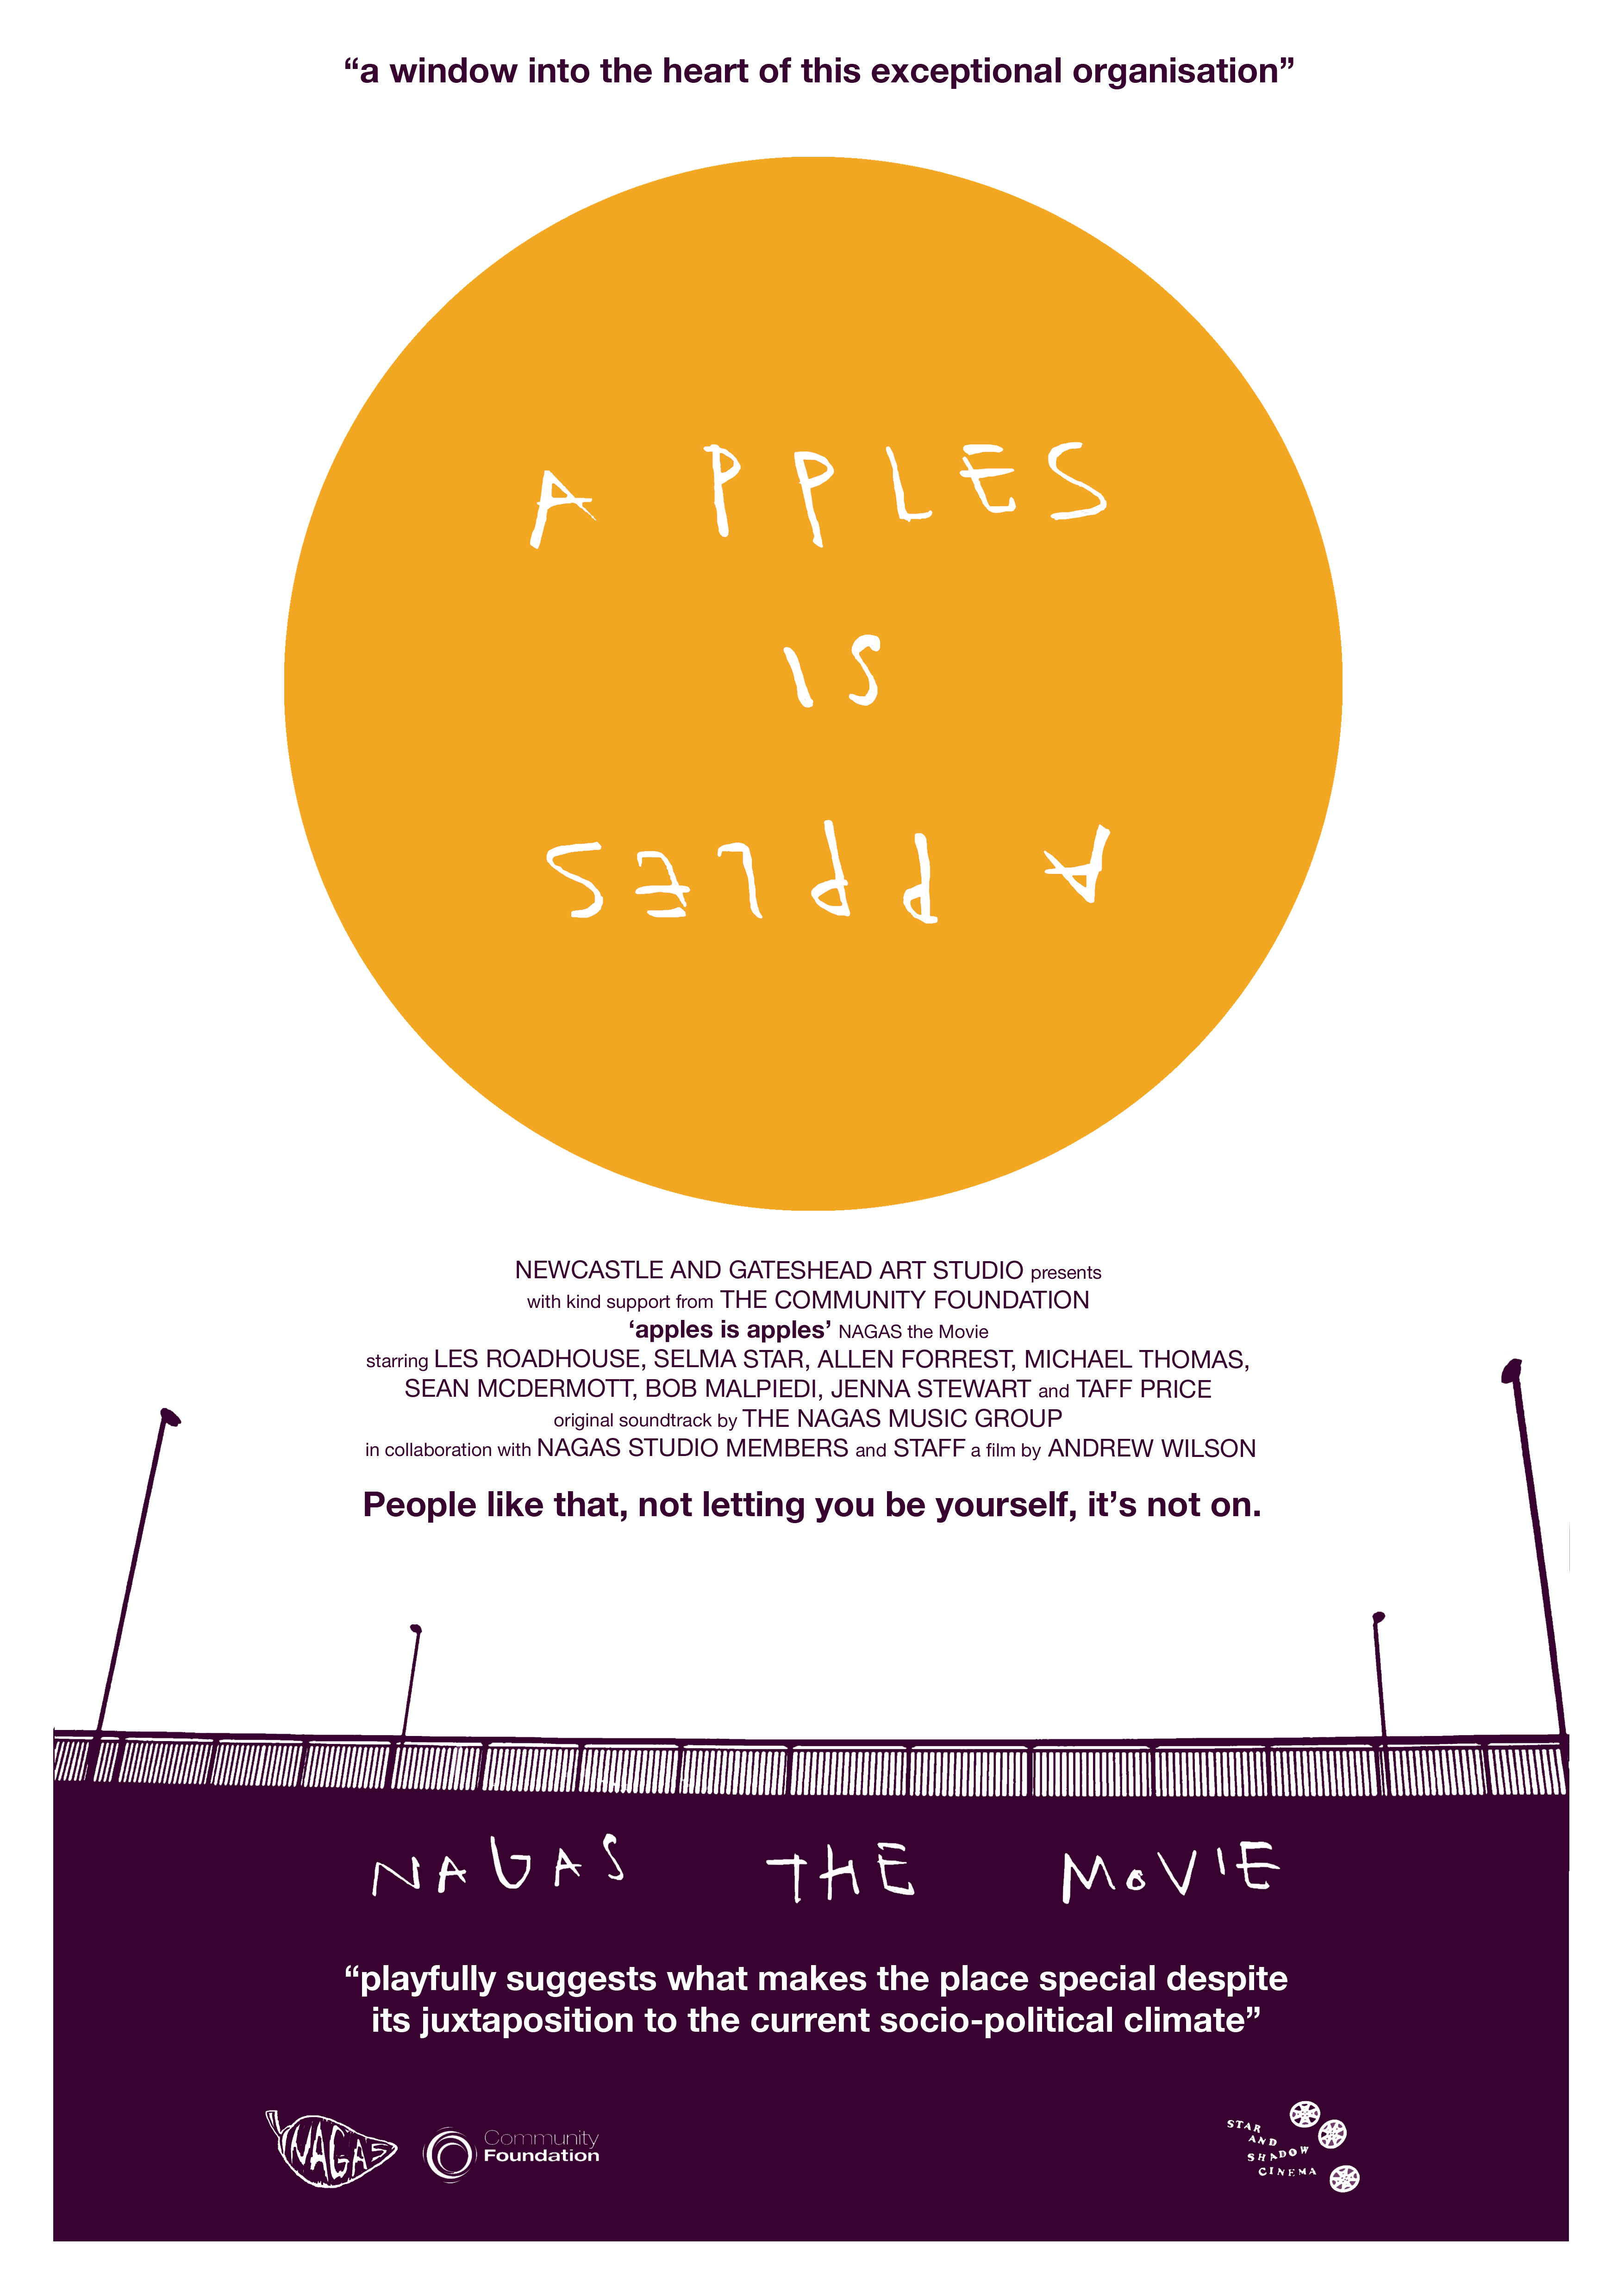 “a window into the heart of this exceptional organisation”
A PPLES
IS
A PPLES
NEWCASTLE AND GATESHEAD ART STUDIO presents
with kind support from THE COMMUNITY FOUNDATION
‘apples is apples’ NAGAS the Movie
starring LES ROADHOUSE, SELMA STAR, ALLEN FORREST, MICHAEL THOMAS,
SEAN MCDERMOTT, BOB MALPIEDI, JENNA STEWART and TAFF PRICE
original soundtrack by THE NAGAS MUSIC GROUP
in collaboration with NAGAS STUDIO MEMBERS and STAFF a film by ANDREW WILSON
People like that, not letting you be yourself, it’s not on.
NAGAS THE MOVIE
“playfully suggests what makes the place special despite
its juxtaposition to the current socio-political climate”
NAGAS
Community
Foundation
STAR
AND
SHADOW
CINEMA